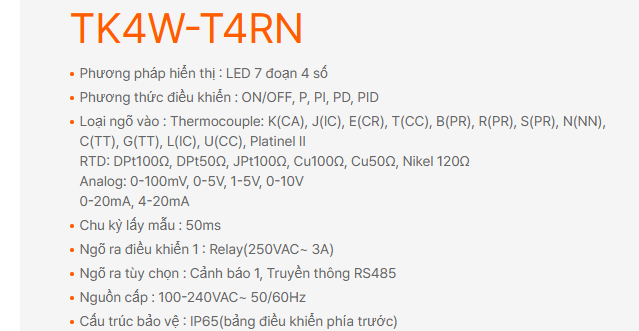 TK4W-T4RN
Phương pháp hiển thị : LED 7 đoạn 4 số
Phương thức điều khiển : ON/OFF, P, PI, PD, PID
Loại ngõ vào : Thermocouple: K(CA), J(IC), E(CR), T(CC), B(PR), R(PR), S(PR), N(NN),
C(TT), G(TT), L(IC), U(CC), Platinel II
RTD: DPt100Ω, DPt50Ω, JPt100Ω, Cu100Ω, Cu50Ω, Nikel 120Ω
Analog: 0-100mV, 0-5V, 1-5V, 0-10V
0-20mA, 4-20mA
Chu kỳ lấy mẫu : 50ms
Ngõ ra điều khiển 1 : Relay(250VAC~ 3A)
Ngõ ra tùy chọn : Cảnh báo 1, Truyền thông RS485
Nguồn cấp : 100-240VAC~ 50/60Hz
Cấu trúc bảo vệ : IP65(bảng điều khiển phía trước)